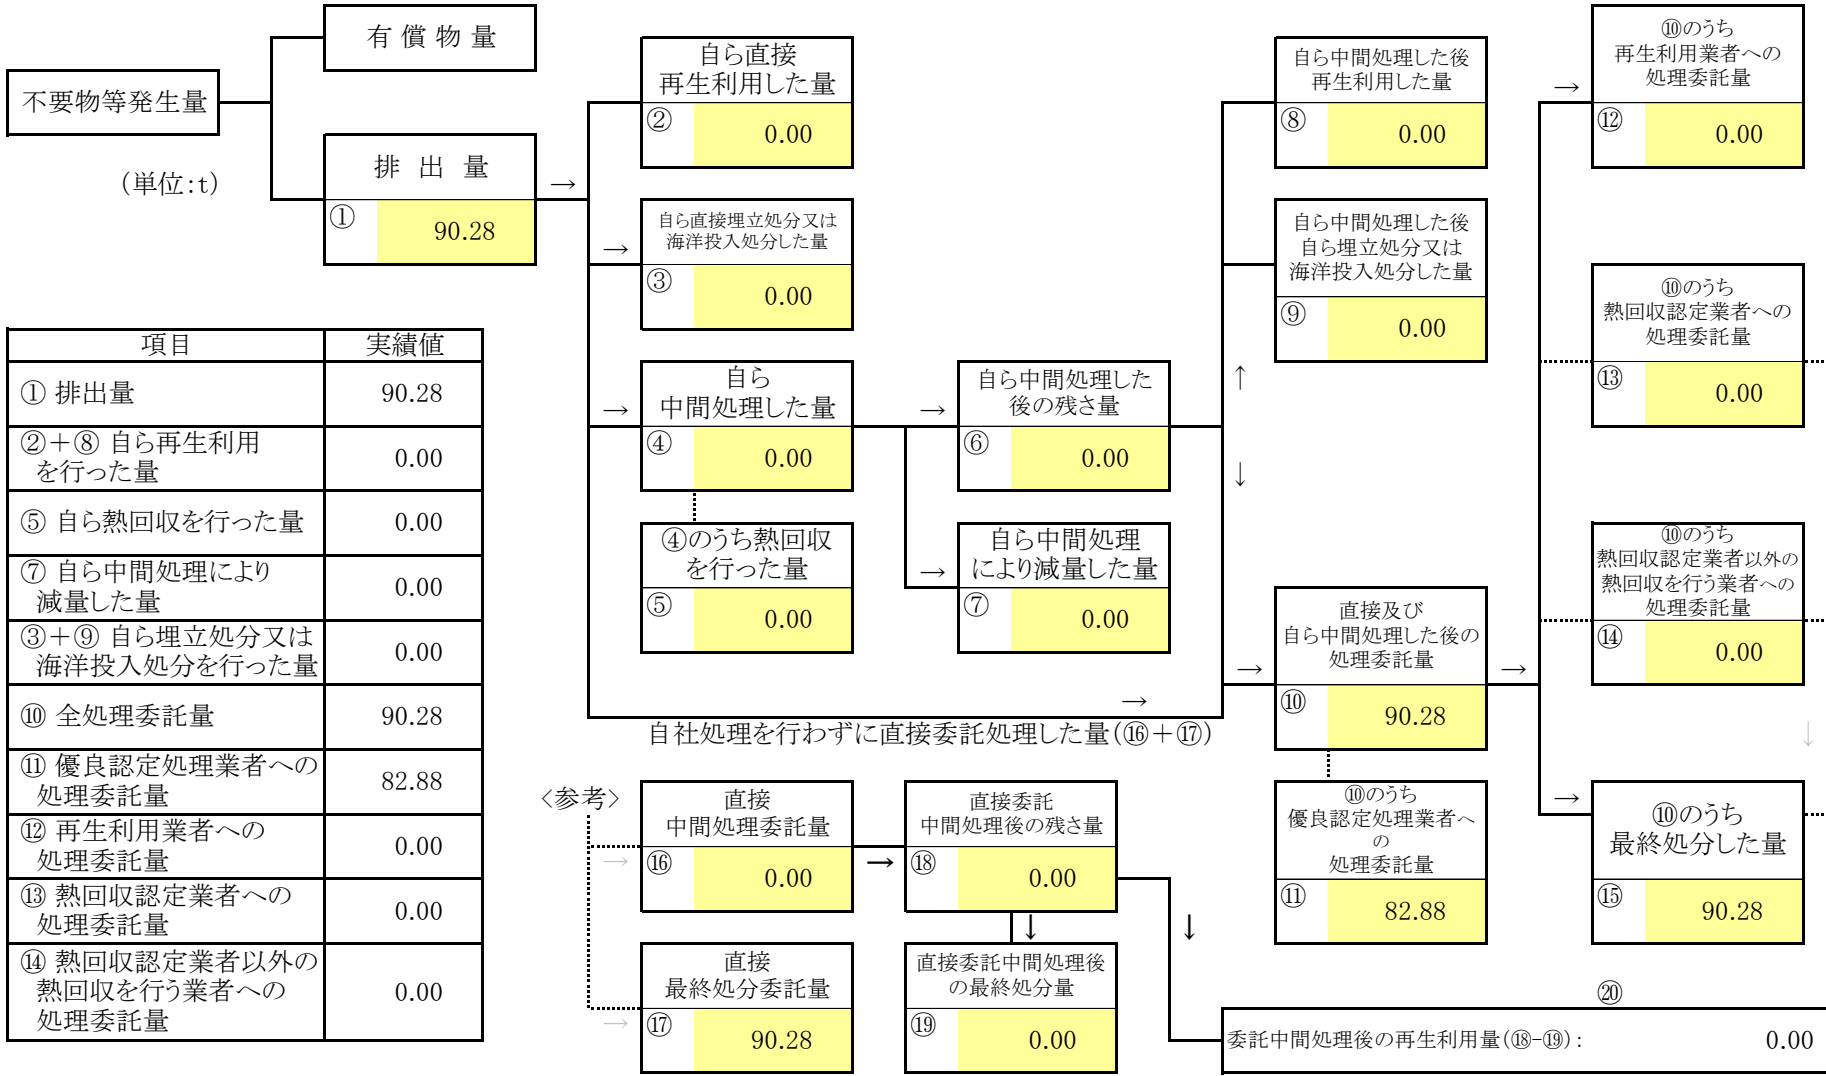 不要物等発生量
(単位:t)
有 償 物 量
排 出 量
①
90.28
→
自ら直接
再生利用した量
②
0.00
→
自ら直接埋立処分又は
海洋投入処分した量
③
0.00
→
自ら
中間処理した量
④
0.00
④のうち熱回収
を行った量
⑤
0.00
→
自ら中間処理した
後の残さ量
⑥
0.00
→
自ら中間処理
により減量した量
⑦
0.00
自ら中間処理した後
再生利用した量
⑧
0.00
自ら中間処理した後
自ら埋立処分又は
海洋投入処分した量
⑨
0.00
↑
↓
→
直接及び
自ら中間処理した後の
処理委託量
⑩
90.28
→
自社処理を行わずに直接委託処理した量(⑯+⑰)
→
⑩のうち
優良認定処理業者へ
の
処理委託量
⑪
82.88
→
⑩のうち
再生利用業者への
処理委託量
⑫
0.00
⑩のうち
熱回収認定業者への
処理委託量
⑬
0.00
⑩のうち
熱回収認定業者以外の
熱回収を行う業者への
処理委託量
⑭
0.00
↓
→
⑩のうち
最終処分した量
⑮
90.28
項目 実績値
① 排出量 90.28
②+⑧ 自ら再生利用
を行った量 0.00
⑤ 自ら熱回収を行った量 0.00
⑦ 自ら中間処理により
減量した量 0.00
③+⑨ 自ら埋立処分又は
海洋投入処分を行った量 0.00
⑩ 全処理委託量 90.28
⑪ 優良認定処理業者への
処理委託量 82.88
⑫ 再生利用業者への
処理委託量 0.00
⑬ 熱回収認定業者への
処理委託量 0.00
⑭ 熱回収認定業者以外の
熱回収を行う業者への
処理委託量 0.00
〈参考〉
→
直接
中間処理委託量
⑯
0.00
→
直接委託
中間処理後の残さ量
⑱
0.00
↓
↓
→
直接
最終処分委託量
⑰
90.28
直接委託中間処理後
の最終処分量
⑲
0.00
⑳
委託中間処理後の再生利用量(⑱-⑲): 0.00